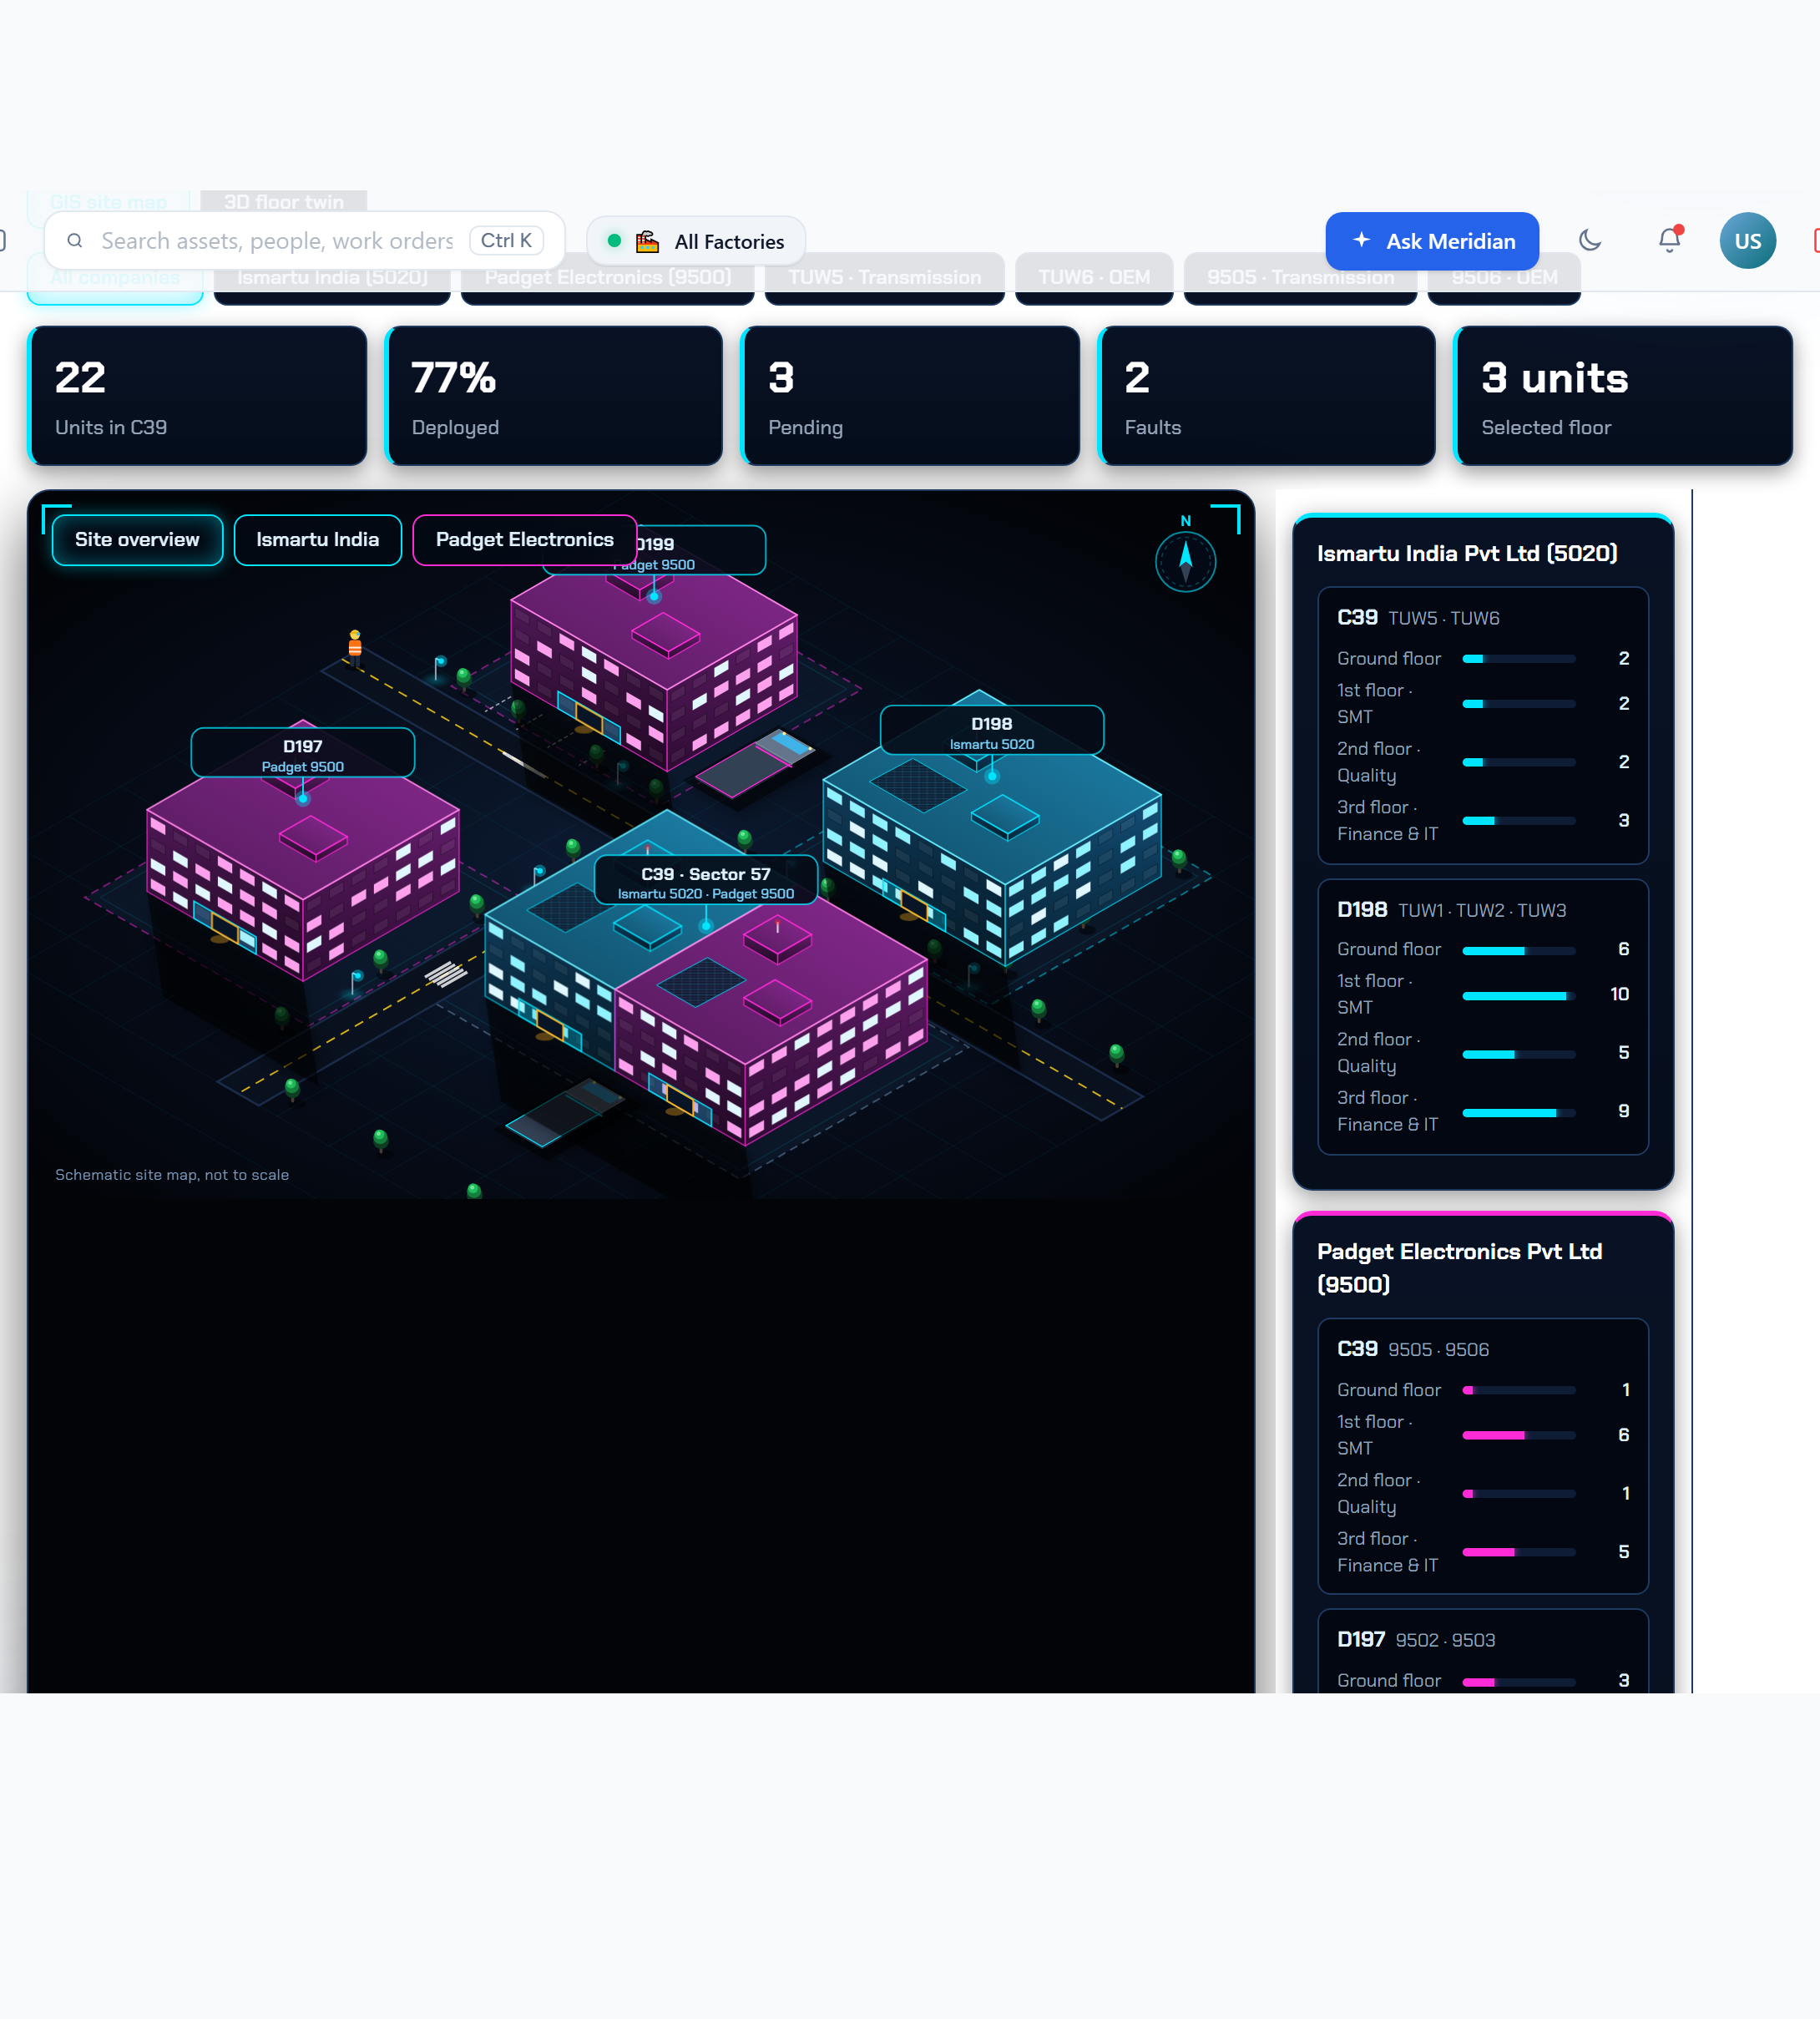 GIS site map
3D floor twin
Search assets, people, work orders
Ctrl K
All Factories
Ask Meridian
US
All companies
Ismartu India (5020)
Padget Electronics (9500)
TUW5 · Transmission
TUW6 · OEM
9505 · Transmission
9506 · OEM
22
Units in C39
77%
Deployed
3
Pending
2
Faults
3 units
Selected floor
Site overview
Ismartu India
Padget Electronics
D199
Padget 9500
N
D198
Ismartu 5020
D197
Padget 9500
C39 · Sector 57
Ismartu 5020 · Padget 9500
Schematic site map, not to scale
Ismartu India Pvt Ltd (5020)
C39 TUW5 · TUW6
Ground floor 2
1st floor ·
SMT 2
2nd floor ·
Quality 2
3rd floor ·
Finance & IT 3
D198 TUW1 · TUW2 · TUW3
Ground floor 6
1st floor ·
SMT 10
2nd floor ·
Quality 5
3rd floor ·
Finance & IT 9
Padget Electronics Pvt Ltd
(9500)
C39 9505 · 9506
Ground floor 1
1st floor ·
SMT 6
2nd floor ·
Quality 1
3rd floor ·
Finance & IT 5
D197 9502 · 9503
Ground floor 3